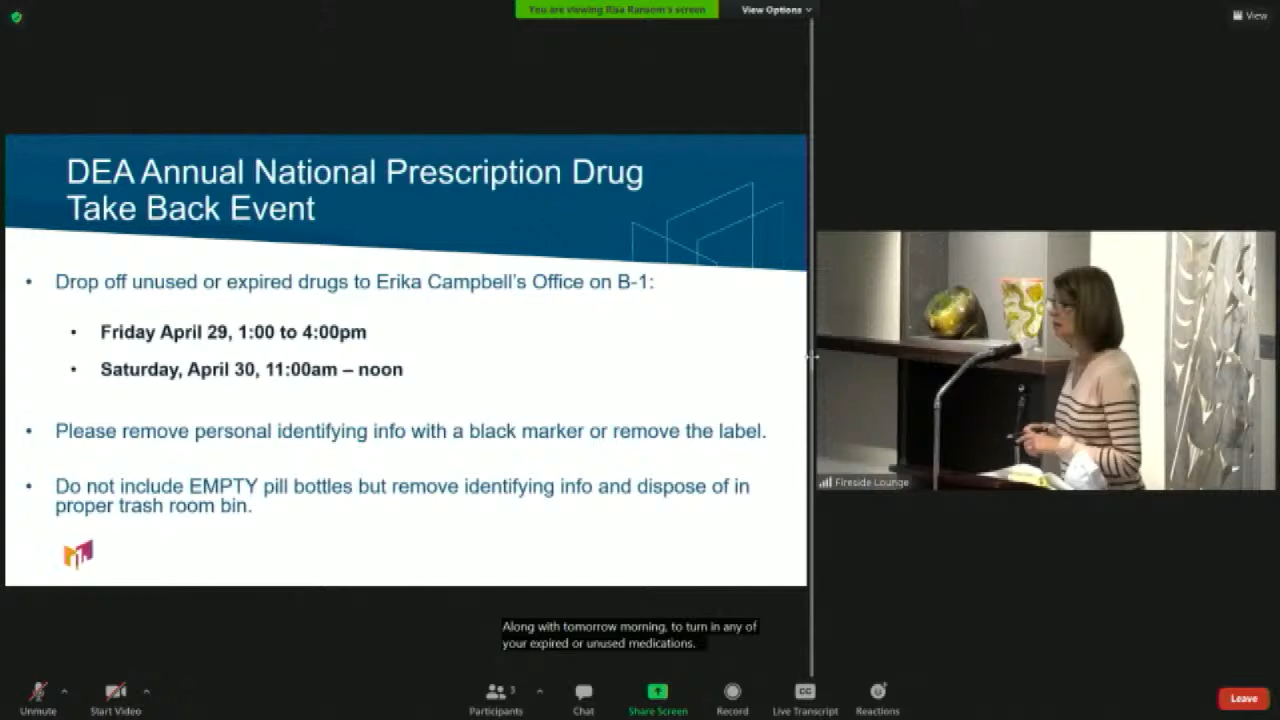 You are viewing Risa Ransom's screen
View Options
View
DEA Annual National Prescription Drug
Take Back Event
• Drop off unused or expired drugs to Erika Campbell's Office on B-1:
• Friday April 29, 1:00 to 4:00pm
• Saturday, April 30, 11:00am – noon
• Please remove personal identifying info with a black marker or remove the label.
• Do not include EMPTY pill bottles but remove identifying info and dispose of in
proper trash room bin.
Fireside Lounge
Along with tomorrow morning, to turn in any of
your expired or unused medications.
3
CC
Unmute
Start Video
Participants
Chat
Share Screen
Record
Live Transcript
Reactions
Leave